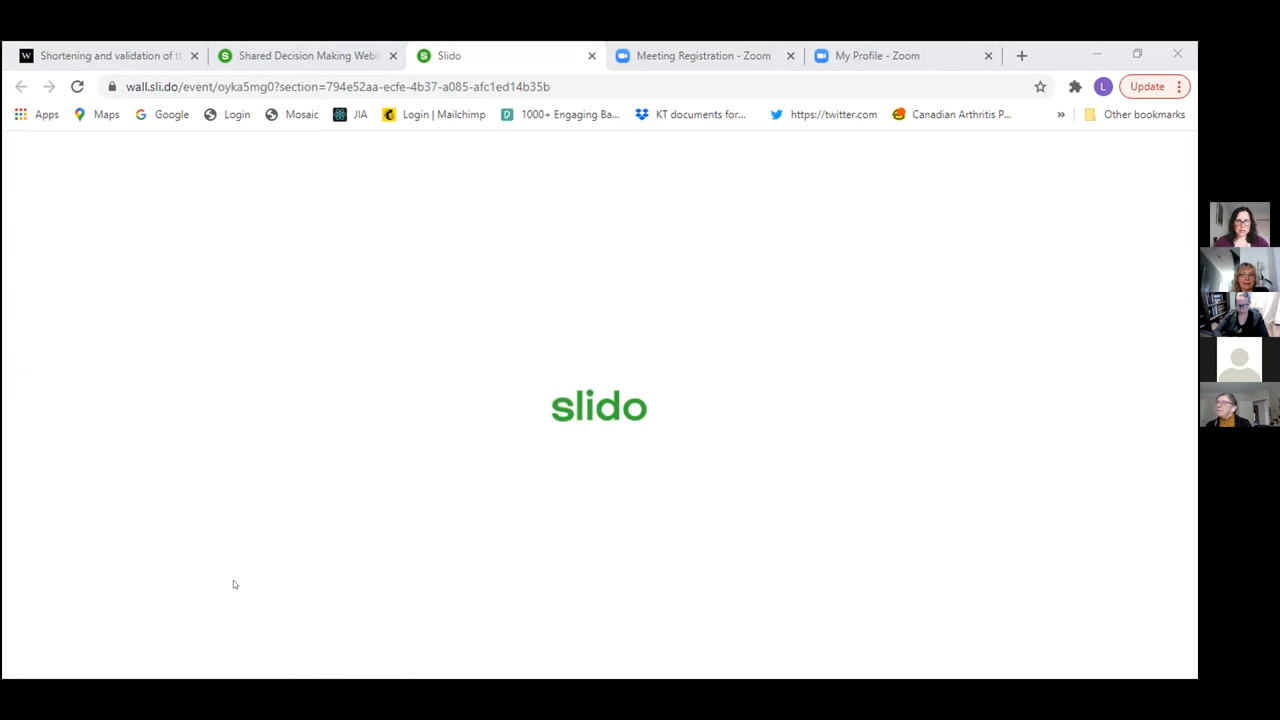 Shortening and validation of t
Shared Decision Making Webi
Slido
Meeting Registration - Zoom
My Profile - Zoom
wall.sli.do/event/oyka5mg0?section=794e52aa-ecfe-4b37-a085-afc1ed14b35b
L
Update
Apps
Maps
Google
Login
Mosaic
JIA
Login | Mailchimp
1000+ Engaging Ba...
KT documents for...
https://twitter.com
Canadian Arthritis P...
»
Other bookmarks
slido